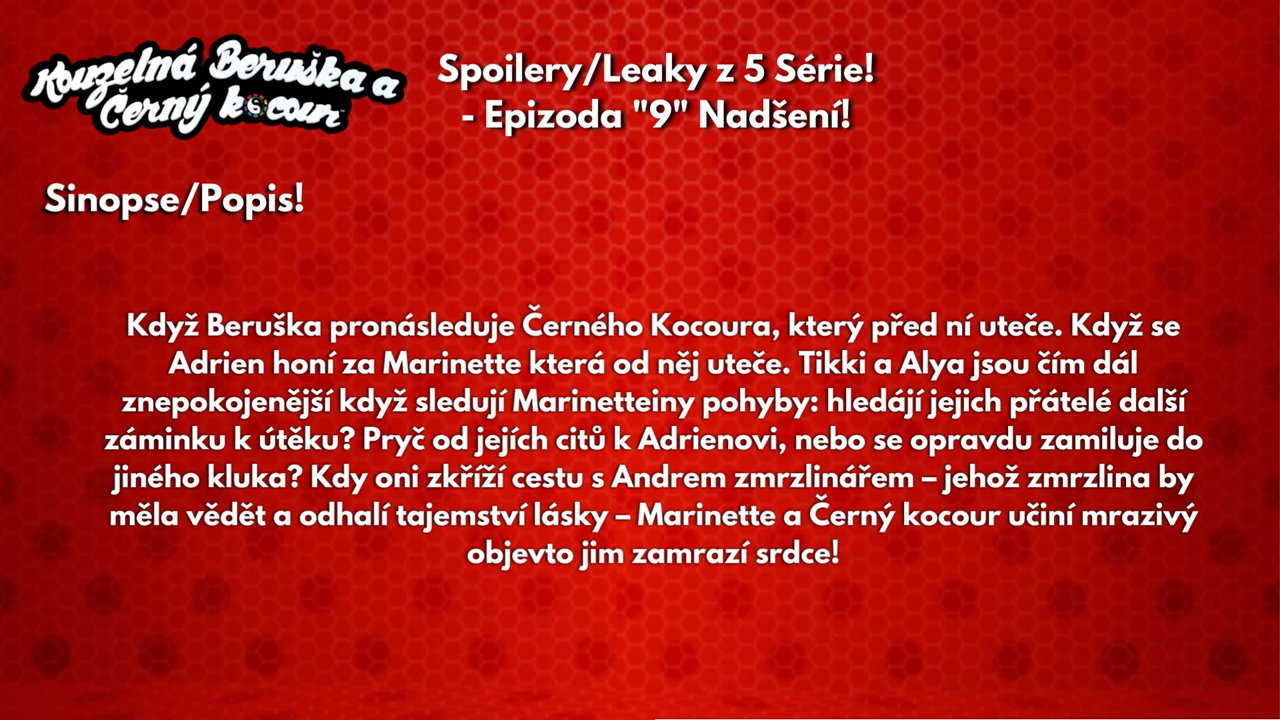 Kouzelná Beruška a
Černý kocour
Spoilery/Leaky z 5 Série!
- Epizoda "9" Nadšení!
Sinopse/Popis!
Když Beruška pronásleduje Černého Kocoura, který před ní uteče. Když se
Adrien honí za Marinette která od něj uteče. Tikki a Alya jsou čím dál
znepokojenější když sledují Marinetteiny pohyby: hledájí jejich přátelé další
záminku k útěku? Pryč od jejích citů k Adrienovi, nebo se opravdu zamiluje do
jiného kluka? Kdy oni zkříží cestu s Andrem zmrzlinářem – jehož zmrzlina by
měla vědět a odhalí tajemství lásky – Marinette a Černý kocour učiní mrazivý
objevto jim zamrazí srdce!